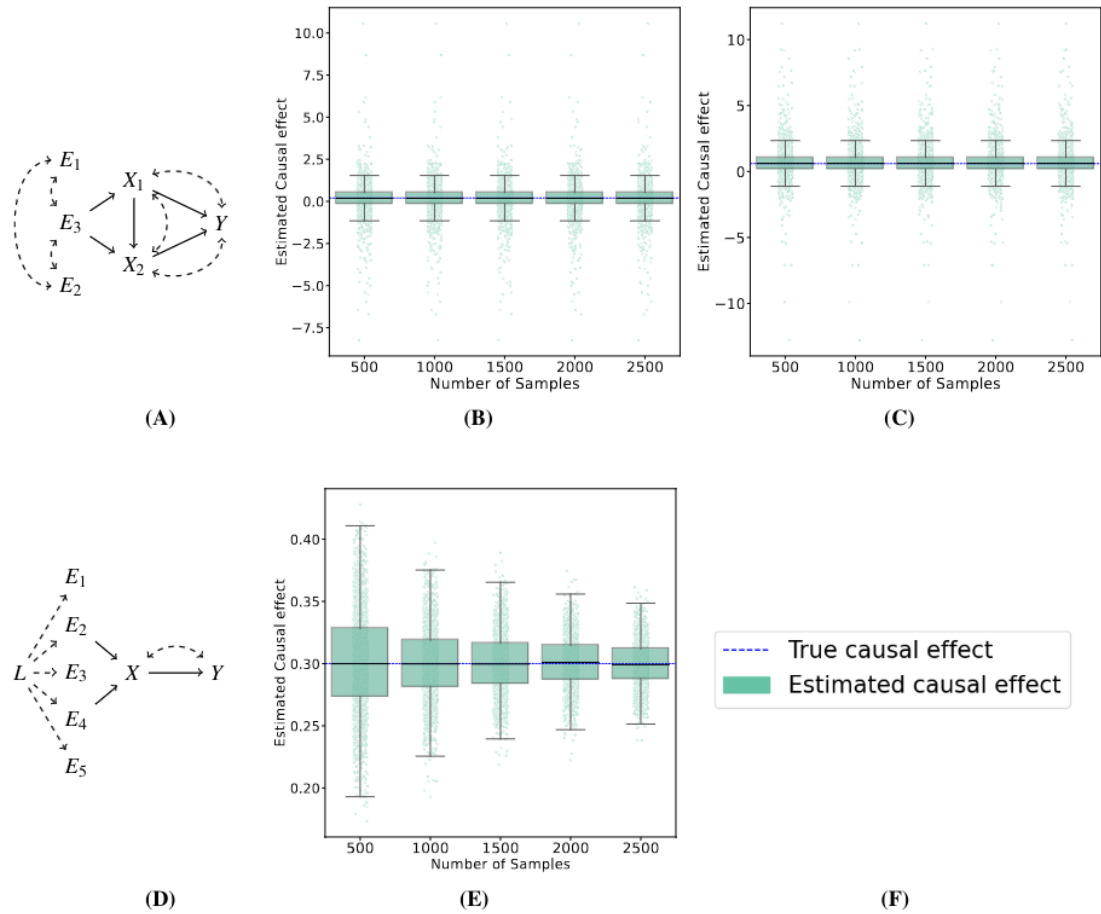 E1
E3
E2
X1
X2
Y
(A)
Estimated Causal effect
10.0
7.5
5.0
2.5
0.0
−2.5
−5.0
−7.5
500 1000 1500 2000 2500
Number of Samples
(B)
Estimated Causal effect
10
5
0
−5
−10
500 1000 1500 2000 2500
Number of Samples
(C)
L
E1
E2
E3
E4
E5
X
Y
(D)
Estimated Causal effect
0.40
0.35
0.30
0.25
0.20
500 1000 1500 2000 2500
Number of Samples
(E)
True causal effect
Estimated causal effect
(F)